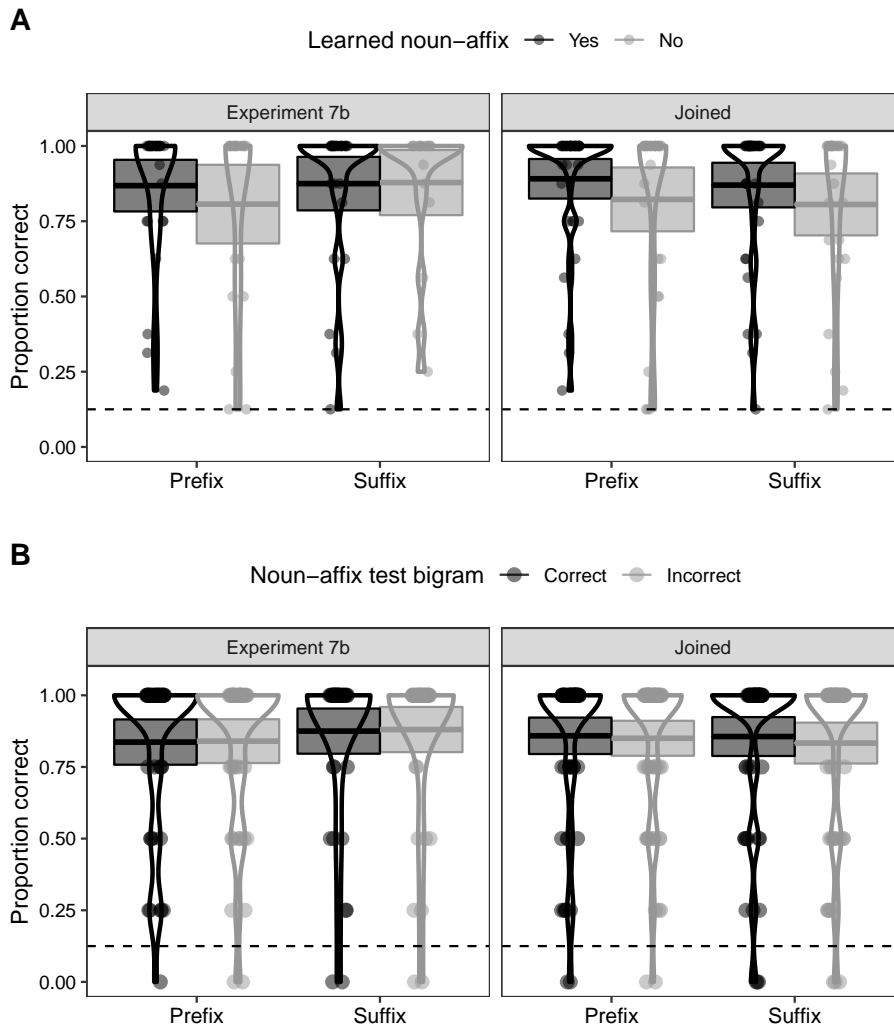 A
Learned noun−affix Yes No
Experiment 7b Joined
Proportion correct
1.00
0.75
0.50
0.25
0.00
Prefix Suffix Prefix Suffix
B
Noun−affix test bigram Correct Incorrect
Experiment 7b Joined
Proportion correct
1.00
0.75
0.50
0.25
0.00
Prefix Suffix Prefix Suffix